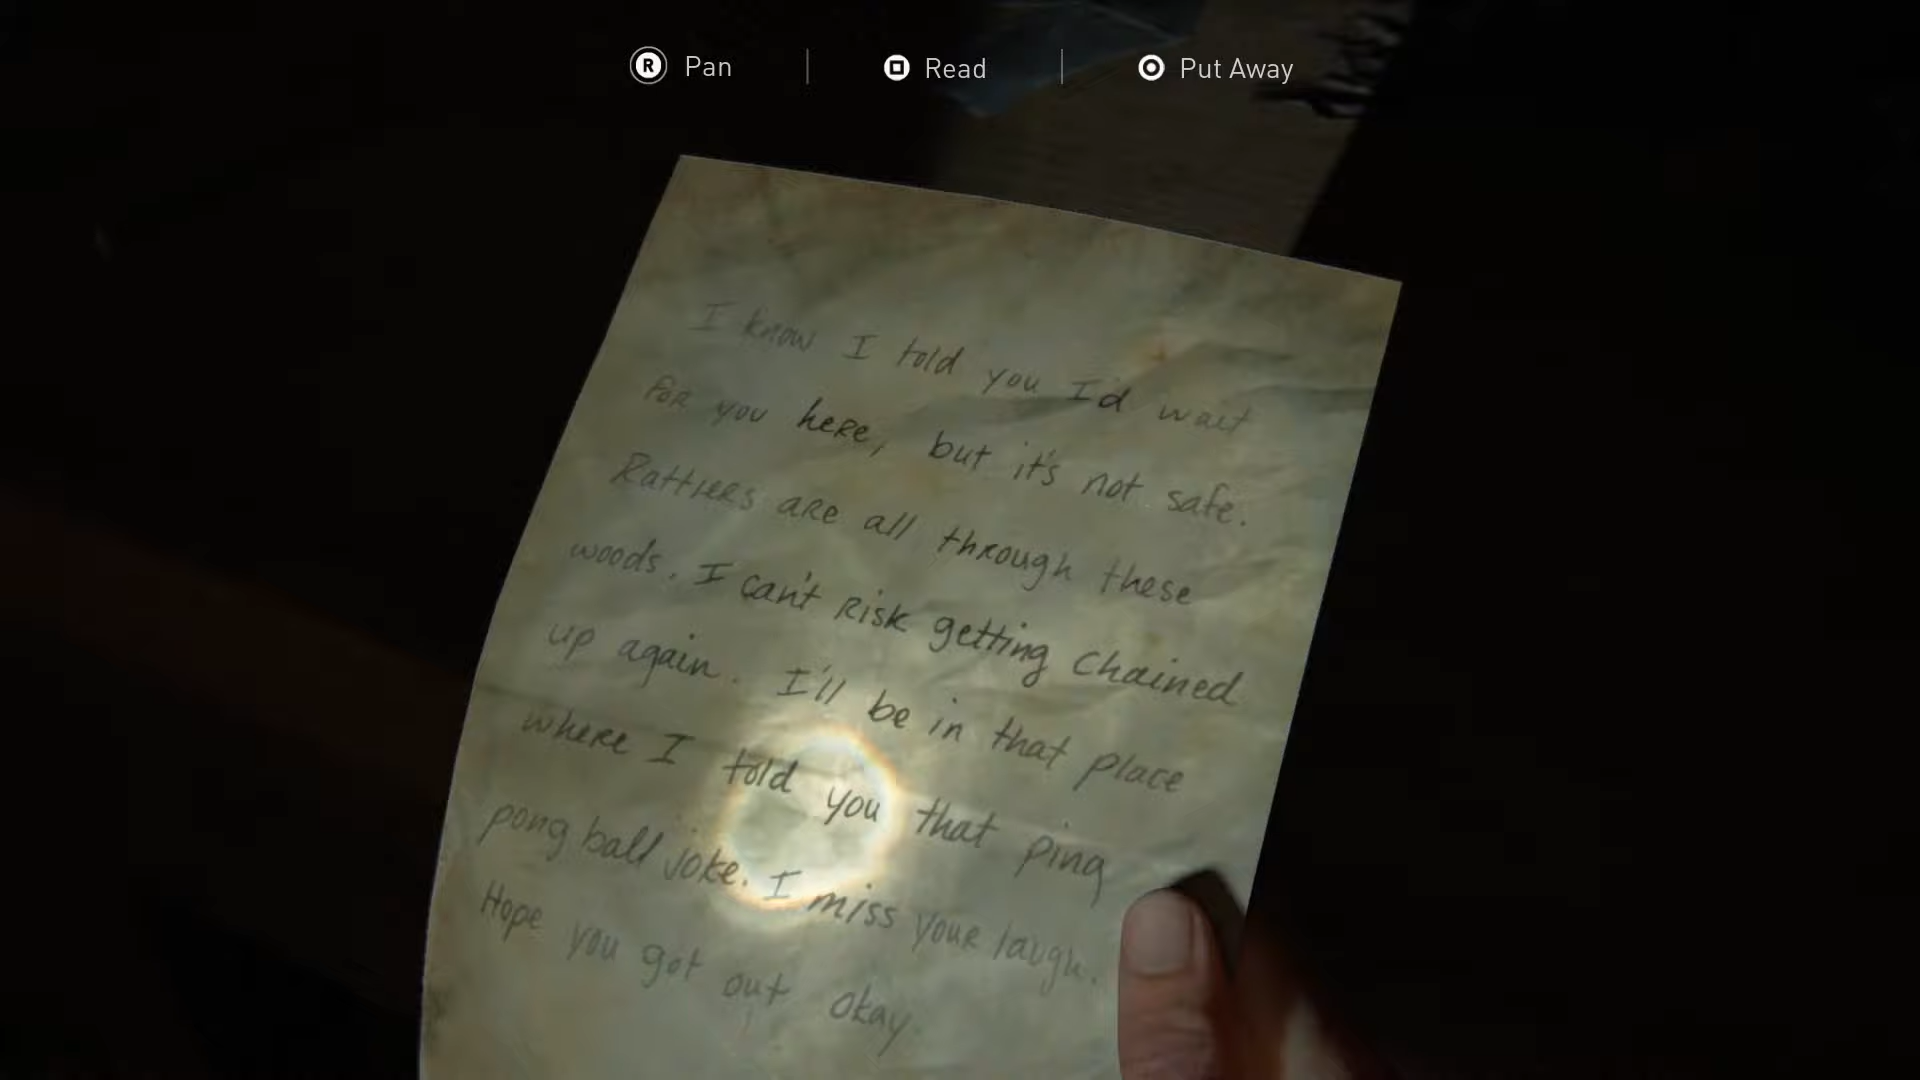 R Pan Read Put Away
I know I told you I'd wait
for you here, but it's not safe.
Rattlers are all through these
woods. I can't risk getting chained
up again. I'll be in that place
where I told you that ping
pong ball joke. I miss your laugh.
Hope you got out okay.